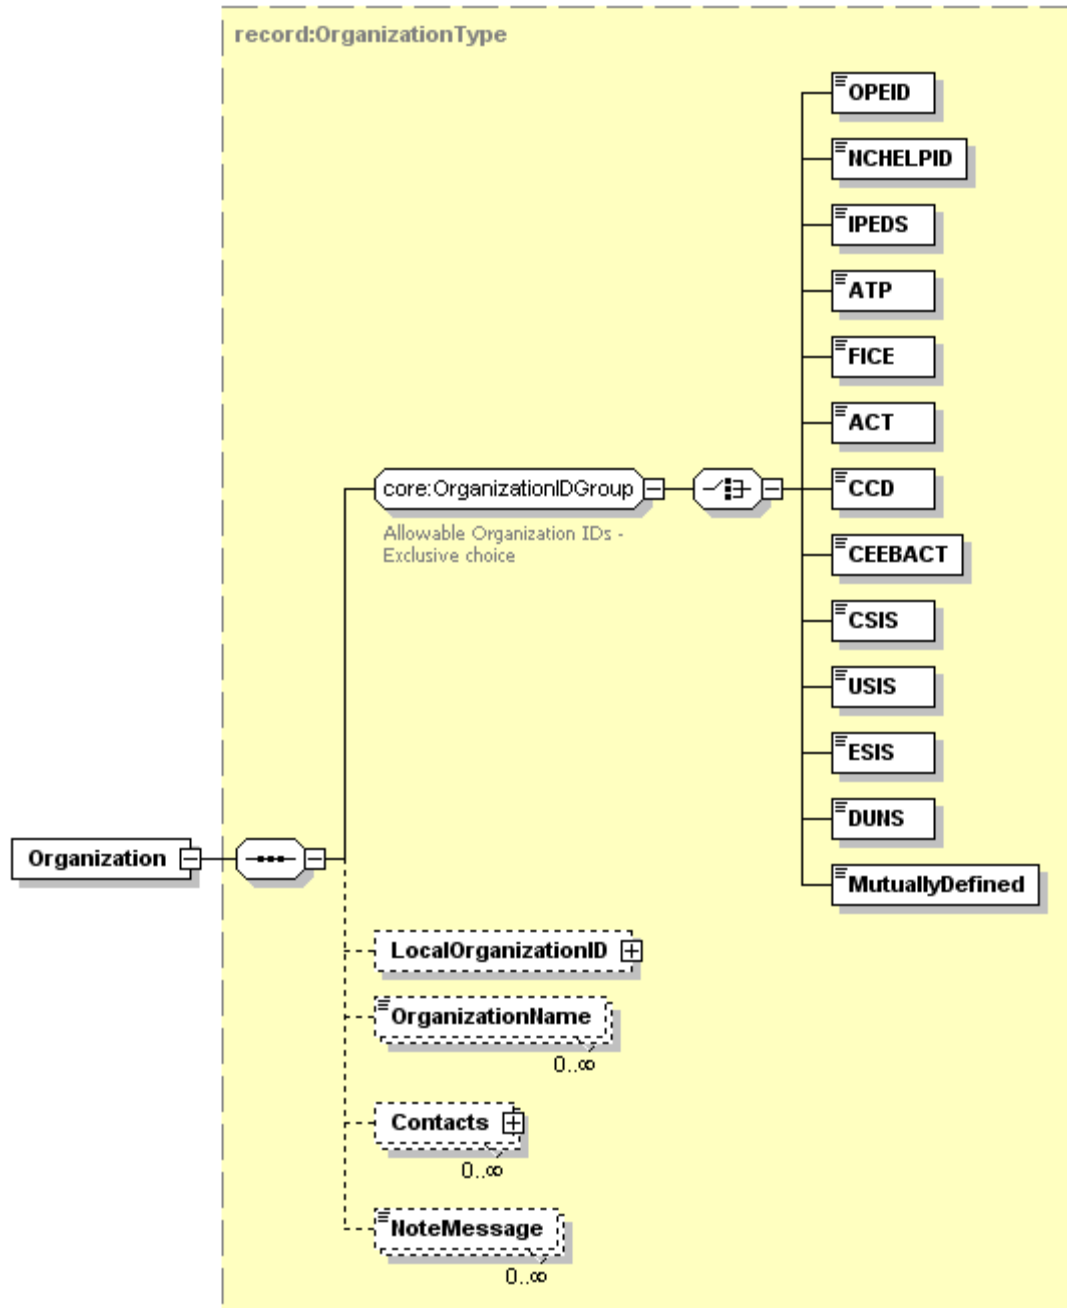 record:OrganizationType
OPEID
NCHELPID
IPEDS
ATP
FICE
ACT
core:OrganizationIDGroup
CCD
Allowable Organization IDs -
Exclusive choice
CEEBACT
CSIS
USIS
ESIS
DUNS
Organization
MutuallyDefined
LocalOrganizationID
OrganizationName
0..∞
Contacts
0..∞
NoteMessage
0..∞